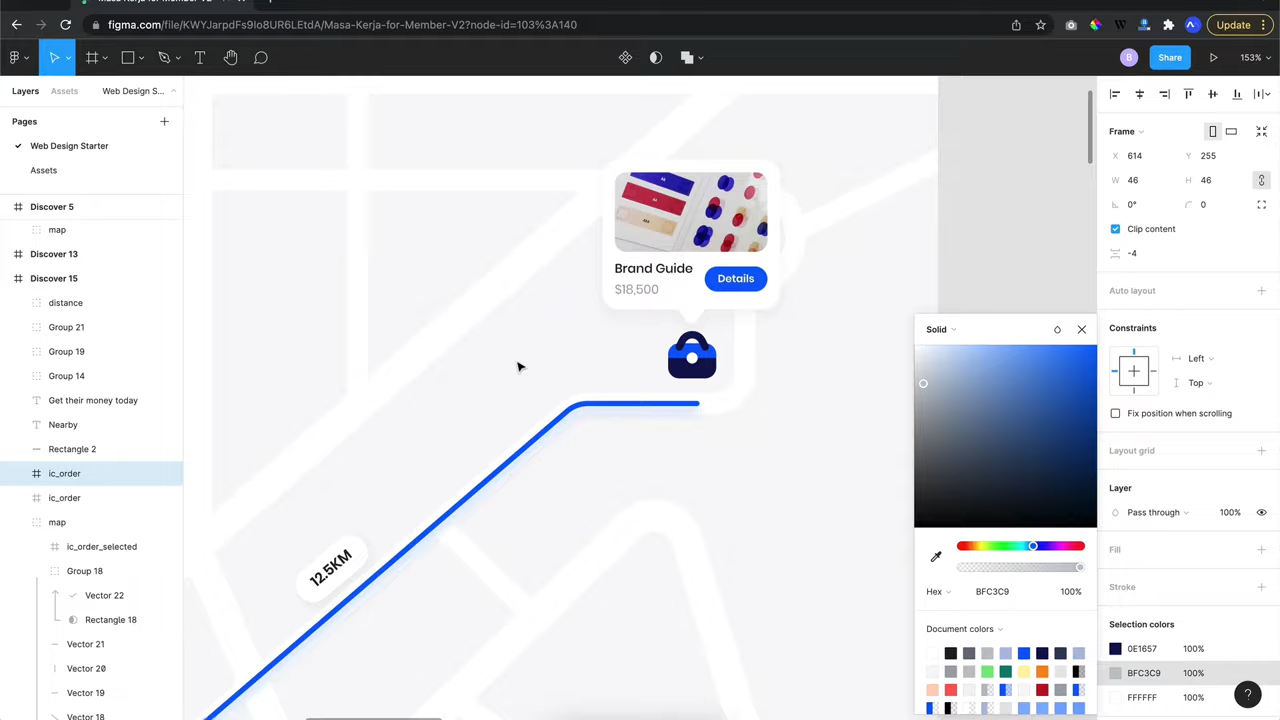 Masa-Kerja-for-Member-V2
figma.com/file/KWYJarpdFs9Io8UR6LEtdA/Masa-Kerja-for-Member-V2?node-id=103%3A140
Update
B
Share
153%
Layers
Assets
Web Design S...
Pages
Web Design Starter
Assets
Discover 5
map
Discover 13
Discover 15
distance
Group 21
Group 19
Group 14
Get their money today
Nearby
Rectangle 2
ic_order
ic_order
map
ic_order_selected
Group 18
Vector 22
Rectangle 18
Vector 21
Vector 20
Vector 19
Vector 18
Brand Guide
$18,500
Details
12.5KM
Solid
Hex
BFC3C9
100%
Document colors
Frame
X 614 Y 255
W 46 H 46
0° 0
Clip content
-4
Auto layout
Constraints
Left
Top
Fix position when scrolling
Layout grid
Layer
Pass through 100%
Fill
Stroke
Selection colors
0E1657 100%
BFC3C9 100%
FFFFFF 100%
?